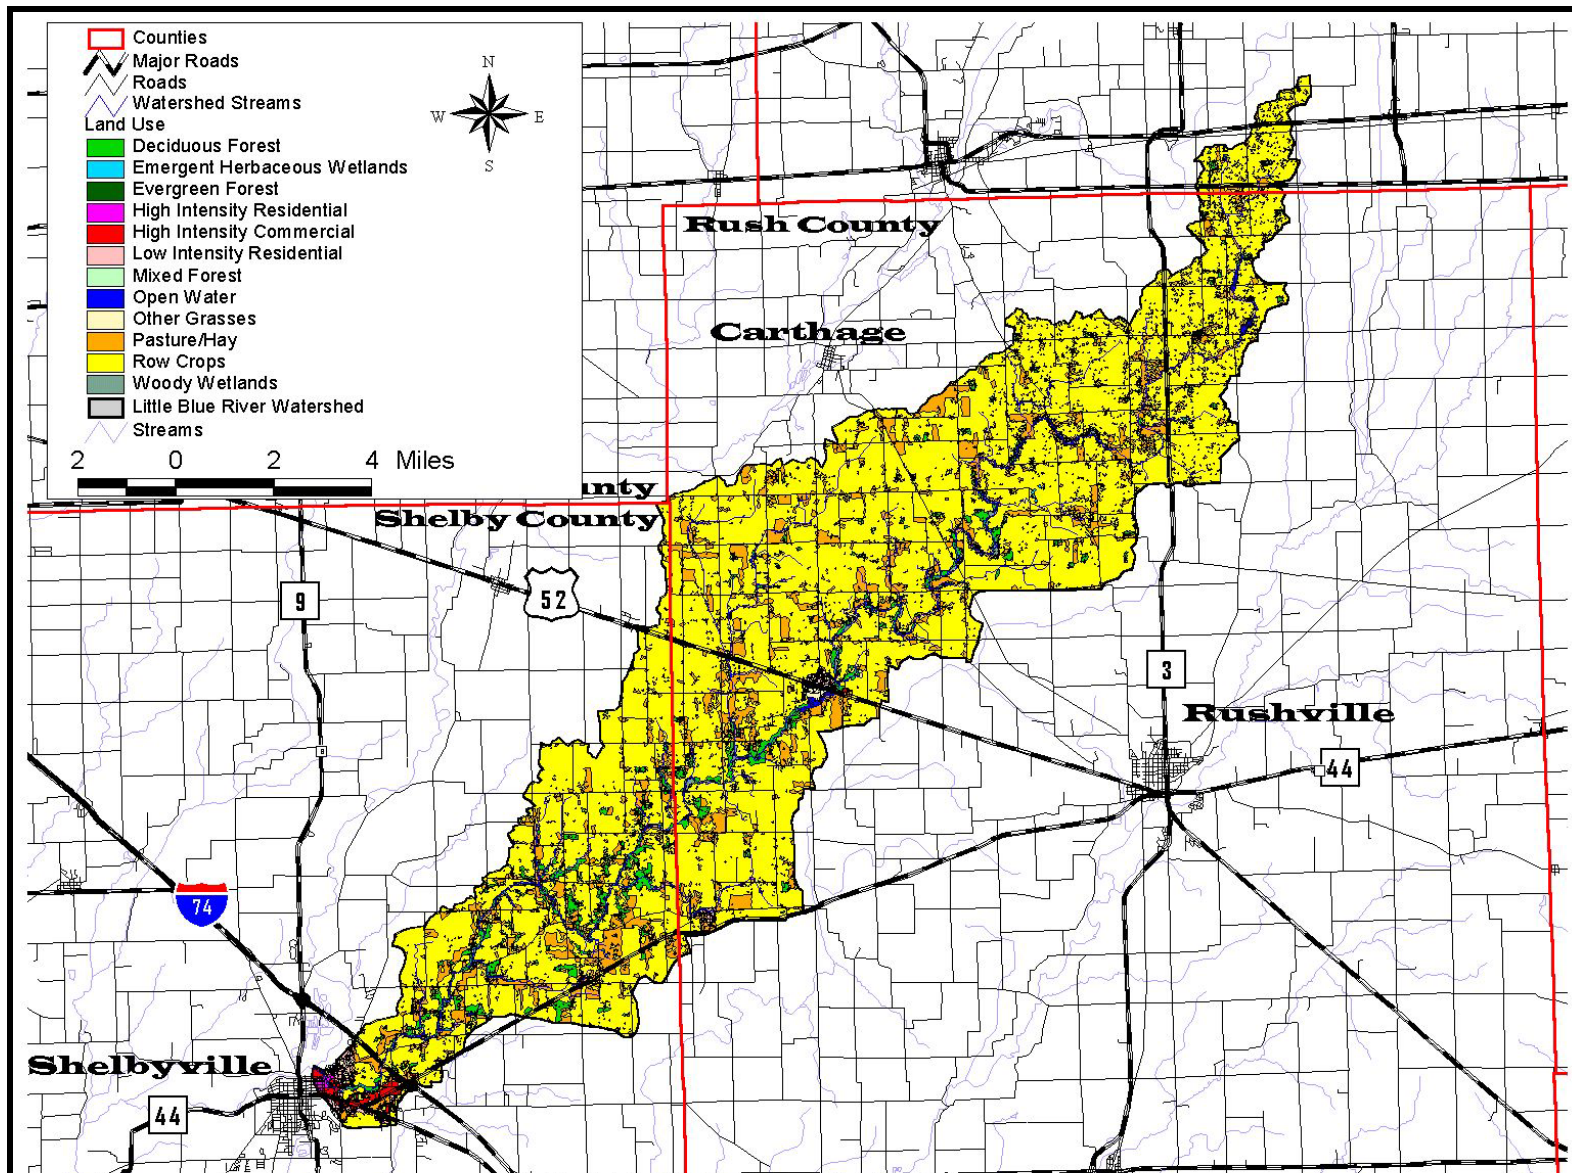 Counties
Major Roads
Roads
Watershed Streams
Land Use
Deciduous Forest
Emergent Herbaceous Wetlands
Evergreen Forest
High Intensity Residential
High Intensity Commercial
Low Intensity Residential
Mixed Forest
Open Water
Other Grasses
Pasture/Hay
Row Crops
Woody Wetlands
Little Blue River Watershed
Streams
N
W E
S
2 0 2 4 Miles
Rush County
Carthage
unty
Shelby County
9
52
3
Rushville
44
74
Shelbyville
44